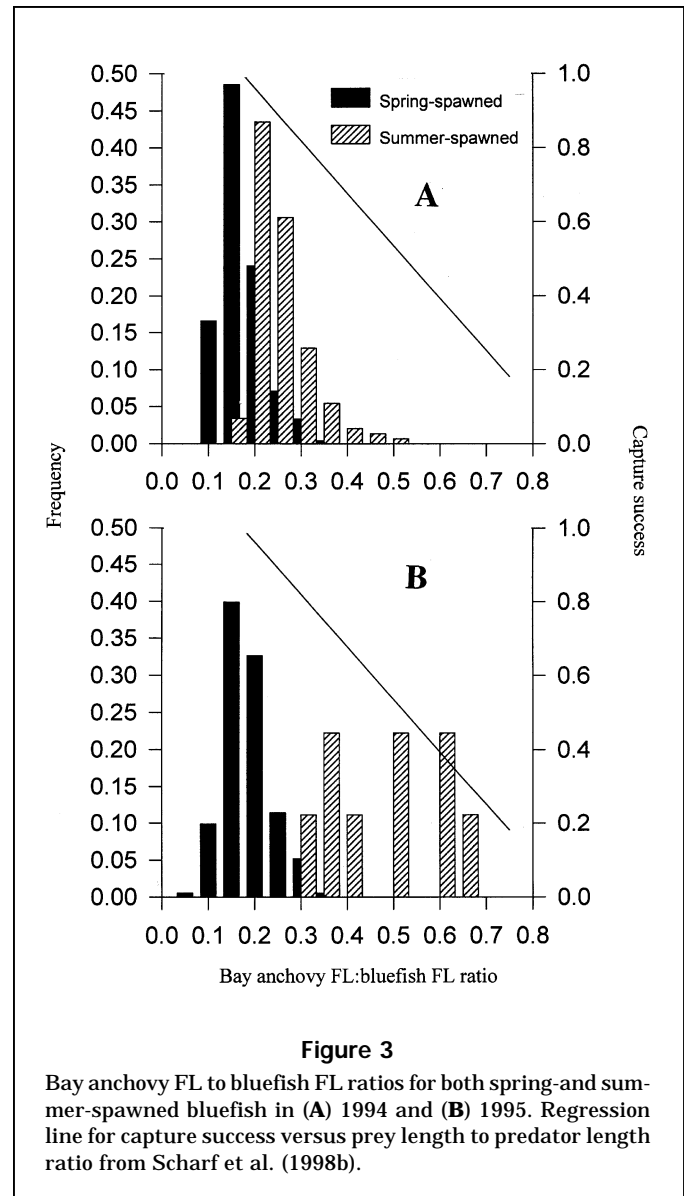 0.50
0.45
0.40
0.35
0.30
0.25
0.20
0.15
0.10
0.05
0.00
1.0
0.8
0.6
0.4
0.2
0.0
Spring-spawned
Summer-spawned
A
0.0 0.1 0.2 0.3 0.4 0.5 0.6 0.7 0.8
Frequency
Capture success
0.50
0.45
0.40
0.35
0.30
0.25
0.20
0.15
0.10
0.05
0.00
1.0
0.8
0.6
0.4
0.2
0.0
B
0.0 0.1 0.2 0.3 0.4 0.5 0.6 0.7 0.8
Bay anchovy FL:bluefish FL ratio
Figure 3
Bay anchovy FL to bluefish FL ratios for both spring-and sum-
mer-spawned bluefish in (A) 1994 and (B) 1995. Regression
line for capture success versus prey length to predator length
ratio from Scharf et al. (1998b).